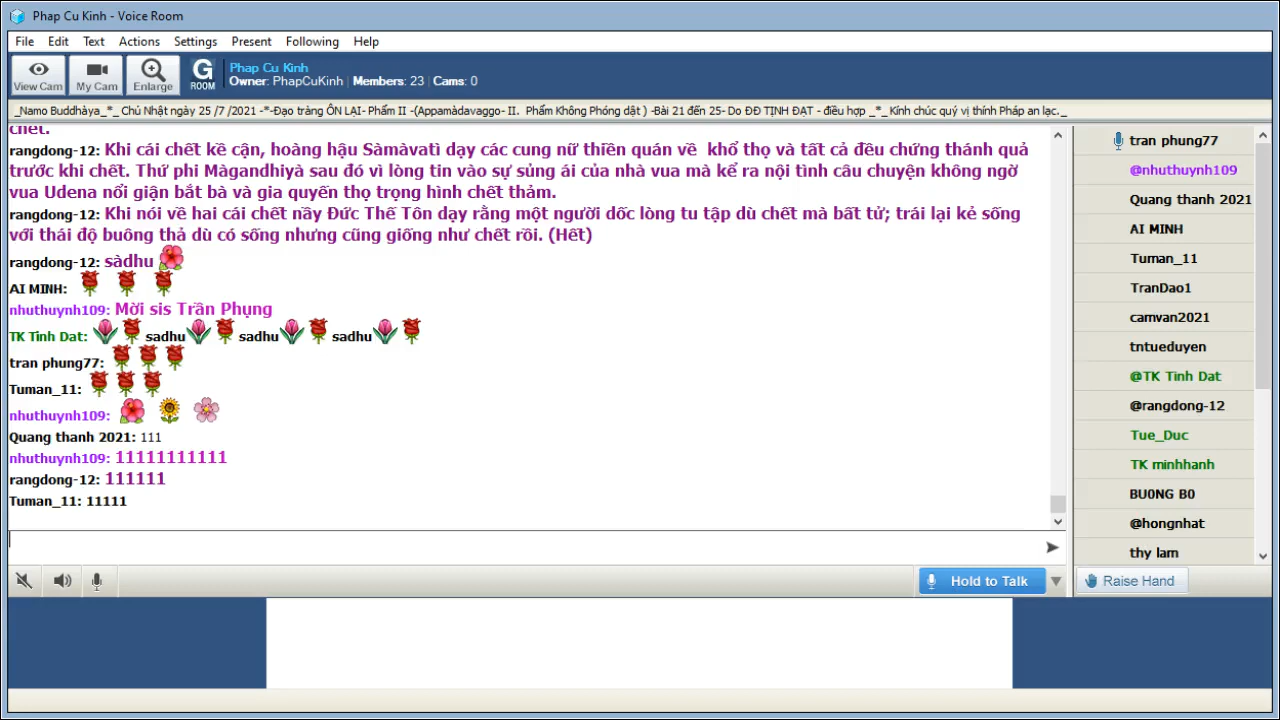 Phap Cu Kinh - Voice Room
File Edit Text Actions Settings Present Following Help
View Cam My Cam Enlarge G ROOM
Phap Cu Kinh
Owner: PhapCuKinh Members: 23 Cams: 0
_Namo Buddhàya_*_ Chủ Nhật ngày 25 /7 /2021 -*-Đạo tràng ÔN LẠI- Phẩm II -(Appamàdavaggo- II. Phẩm Không Phóng dật ) -Bài 21 đến 25- Do ĐĐ TỊNH ĐẠT - điều hợp _*_ Kính chúc quý vị thính Pháp an lạc._
chết.
rangdong-12: Khi cái chết kề cận, hoàng hậu Sàmàvatì dạy các cung nữ thiền quán về khổ thọ và tất cả đều chứng thánh quả
trước khi chết. Thứ phi Màgandhiyà sau đó vì lòng tin vào sự sủng ái của nhà vua mà kể ra nội tình câu chuyện không ngờ
vua Udena nổi giận bắt bà và gia quyến thọ trọng hình chết thảm.
rangdong-12: Khi nói về hai cái chết nầy Đức Thế Tôn dạy rằng một người dốc lòng tu tập dù chết mà bất tử; trái lại kẻ sống
với thái độ buông thả dù có sống nhưng cũng giống như chết rồi. (Hết)
rangdong-12: sàdhu
AI MINH:
nhuthuynh109: Mời sis Trần Phụng
TK Tinh Dat: sadhu sadhu sadhu
tran phung77:
Tuman_11:
nhuthuynh109:
Quang thanh 2021: 111
nhuthuynh109: 11111111111
rangdong-12: 111111
Tuman_11: 11111
Hold to Talk
tran phung77
@nhuthuynh109
Quang thanh 2021
AI MINH
Tuman_11
TranDao1
camvan2021
tntueduyen
@TK Tinh Dat
@rangdong-12
Tue_Duc
TK minhhanh
BU0NG B0
@hongnhat
thy lam
Raise Hand